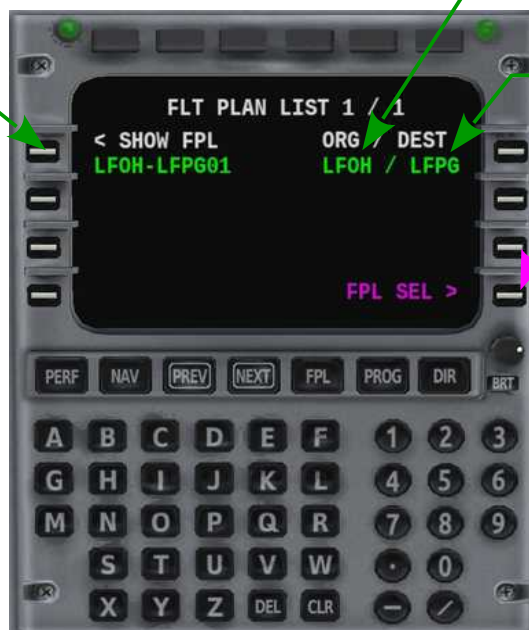 FLT PLAN LIST 1 / 1
< SHOW FPL ORG / DEST
LFOH-LFPG01 LFOH / LFPG
FPL SEL >
PERF NAV PREV NEXT FPL PROG DIR BRT
A B C D E F 1 2 3
G H I J K L 4 5 6
M N O P Q R 7 8 9
S T U V W · 0
X Y Z DEL CLR - /